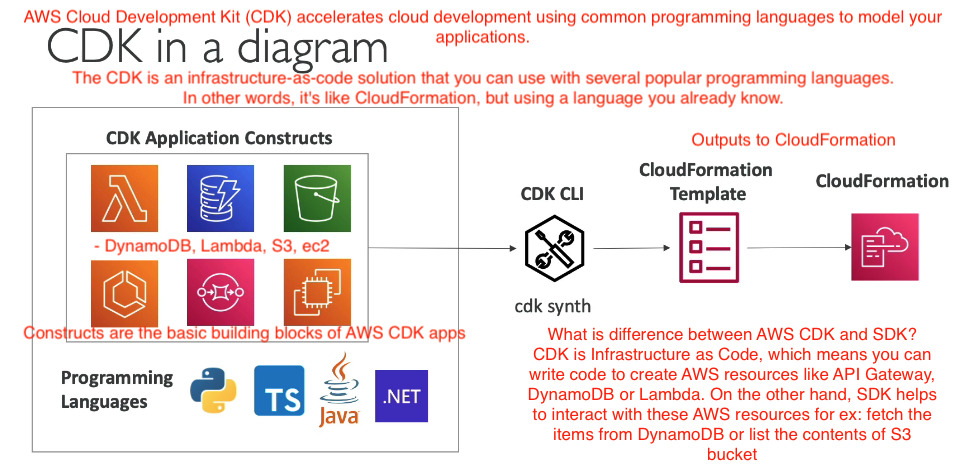 AWS Cloud Development Kit (CDK) accelerates cloud development using common programming languages to model your
applications.
CDK in a diagram
The CDK is an infrastructure-as-code solution that you can use with several popular programming languages.
In other words, it's like CloudFormation, but using a language you already know.
CDK Application Constructs
- DynamoDB, Lambda, S3, ec2
Constructs are the basic building blocks of AWS CDK apps
Programming
Languages
TS
Java
.NET
CDK CLI
cdk synth
Outputs to CloudFormation
CloudFormation
Template
CloudFormation
What is difference between AWS CDK and SDK?
CDK is Infrastructure as Code, which means you can
write code to create AWS resources like API Gateway,
DynamoDB or Lambda. On the other hand, SDK helps
to interact with these AWS resources for ex: fetch the
items from DynamoDB or list the contents of S3
bucket